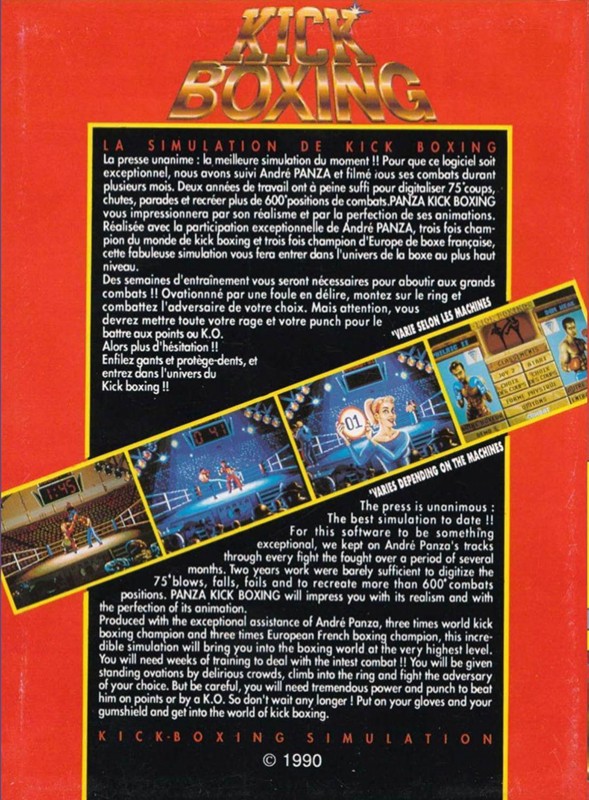 KICK
BOXING
LA SIMULATION DE KICK BOXING
La presse unanime : la meilleure simulation du moment !! Pour que ce logiciel soit
exceptionnel, nous avons suivi André PANZA et filmé ious ses combats durant
plusieurs mois. Deux années de travail ont à peine suffi pour digitaliser 75*coups,
chutes, parades et recréer plus de 600*positions de combats.PANZA KICK BOXING
vous impressionnera par son réalisme et par la perfection de ses animations.
Réalisée avec la participation exceptionnelle de André PANZA, trois fois cham-
pion du monde de kick boxing et trois fois champion d'Europe de boxe française,
cette fabuleuse simulation vous fera entrer dans l'univers de la boxe au plus haut
niveau.
Des semaines d'entraînement vous seront nécessaires pour aboutir aux grands
combats !! Ovationnné par une foule en délire, montez sur le ring et
combattez l'adversaire de votre choix. Mais attention, vous
devrez mettre toute votre rage et votre punch pour le
battre aux points ou K.O.
Alors plus d'hésitation !!
Enfilez gants et protège-dents, et
entrez dans l'univers du
Kick boxing !!
*VARIE SELON LES MACHINES
CLASSEMENTS
OPTIONS
01
0.43
1:45
*VARIES DEPENDING ON THE MACHINES
The press is unanimous :
The best simulation to date !!
For this software to be something
exceptional, we kept on André Panza's tracks
through every fight the fought over a period of several
months. Two years work were barely sufficient to digitize the
75*blows, falls, foils and to recreate more than 600*combats
positions. PANZA KICK BOXING will impress you with its realism and with
the perfection of its animation.
Produced with the exceptional assistance of André Panza, three times world kick
boxing champion and three times European French boxing champion, this incre-
dible simulation will bring you into the boxing world at the very highest level.
You will need weeks of training to deal with the intest combat !! You will be given
standing ovations by delirious crowds, climb into the ring and fight the adversary
of your choice. But be careful, you will need tremendous power and punch to beat
him on points or by a K.O. So don't wait any longer ! Put on your gloves and your
gumshield and get into the world of kick boxing.
KICK-BOXING SIMULATION
© 1990